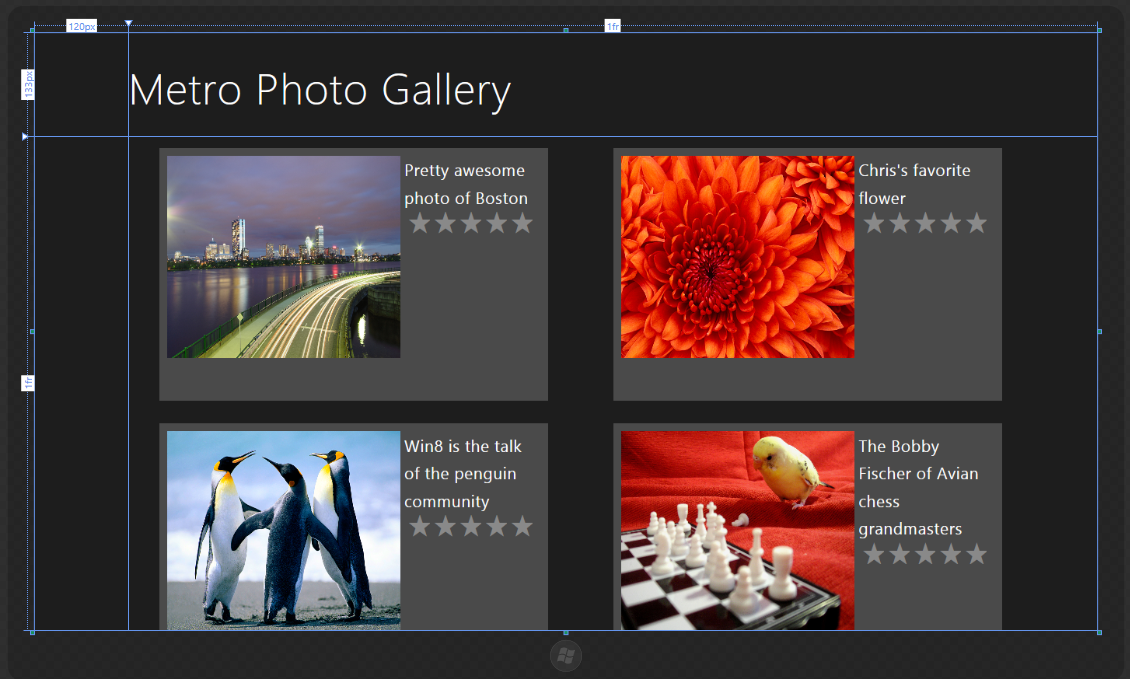 120px
1fr
133px
Metro Photo Gallery
Pretty awesome
photo of Boston
Chris's favorite
flower
1fr
Win8 is the talk
of the penguin
community
The Bobby
Fischer of Avian
chess
grandmasters